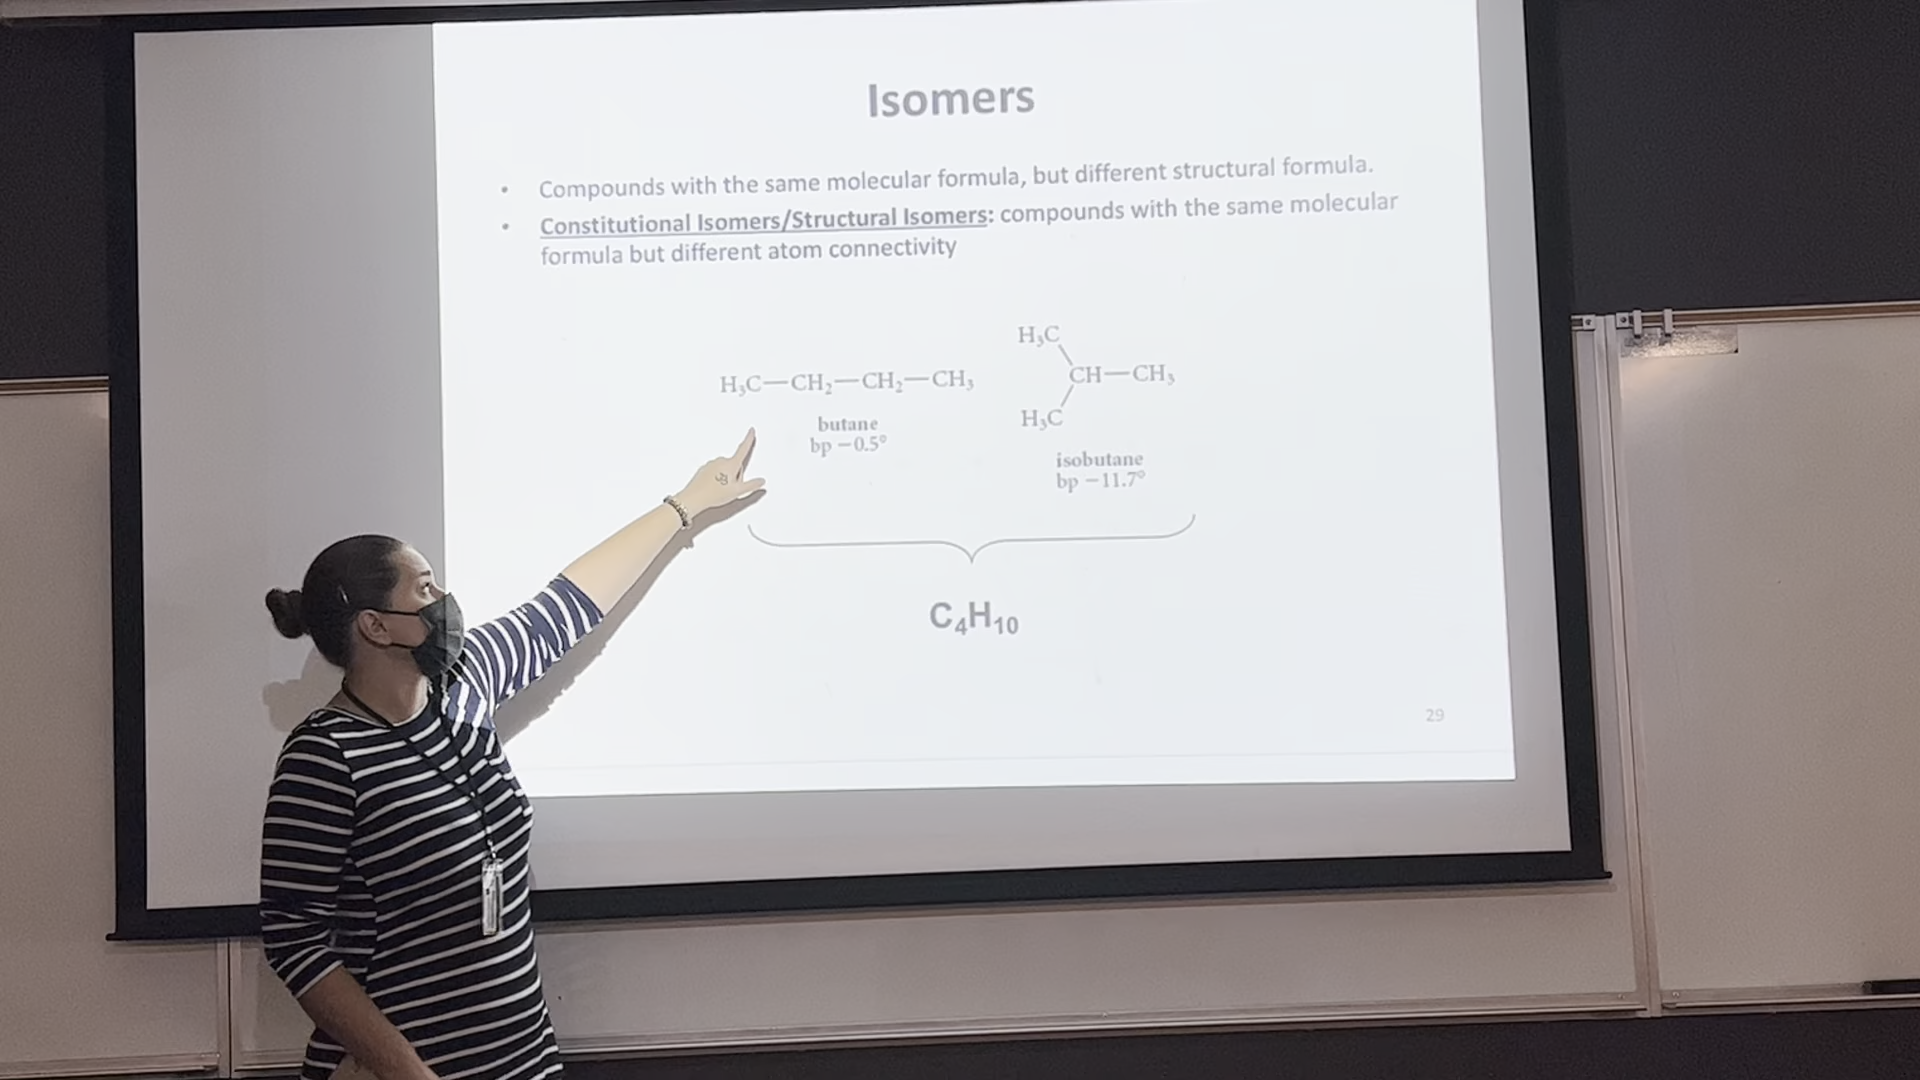 Isomers
• Compounds with the same molecular formula, but different structural formula.
• Constitutional Isomers/Structural Isomers: compounds with the same molecular
formula but different atom connectivity
H₃C—CH₂—CH₂—CH₃
butane
bp −0.5°
H₃C
CH—CH₃
H₃C
isobutane
bp −11.7°
C₄H₁₀
29